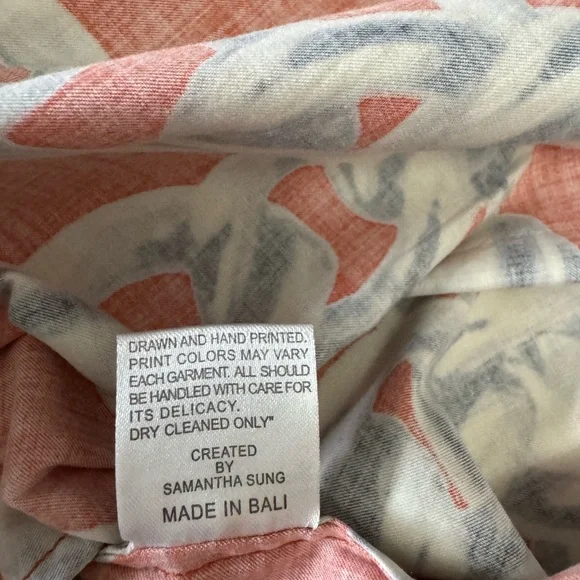 DRAWN AND HAND PRINTED.
PRINT COLORS MAY VARY
EACH GARMENT. ALL SHOULD
BE HANDLED WITH CARE FOR
ITS DELICACY.
DRY CLEANED ONLY"
CREATED
BY
SAMANTHA SUNG
MADE IN BALI